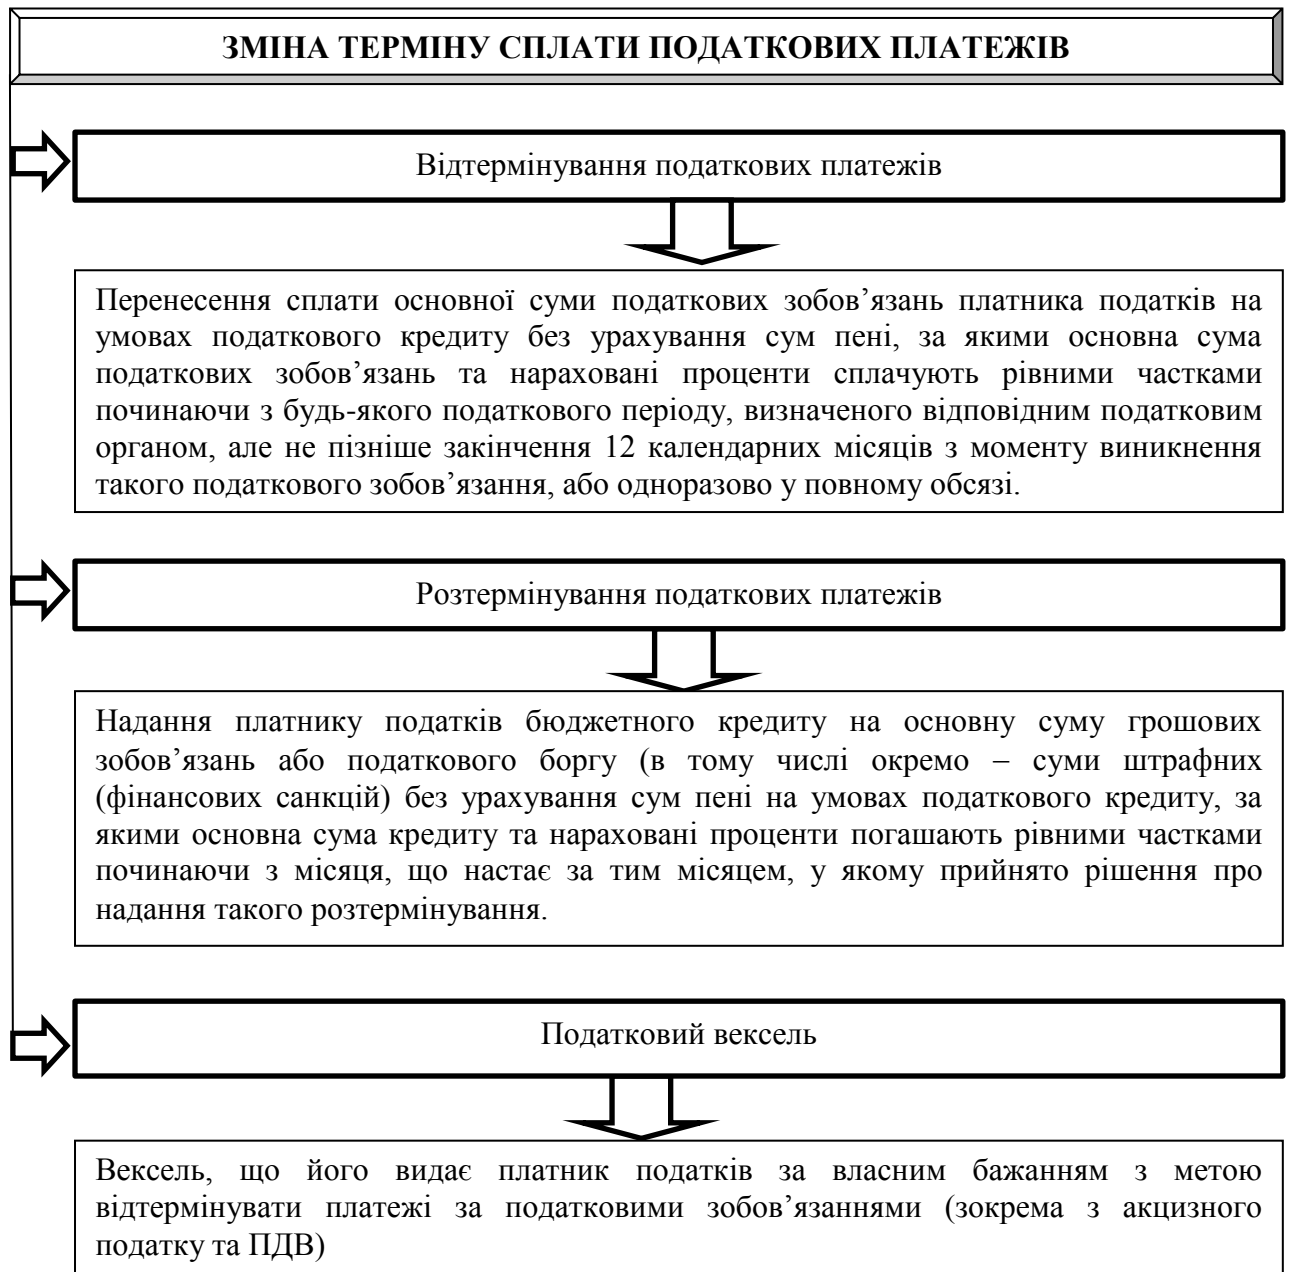 ЗМІНА ТЕРМІНУ СПЛАТИ ПОДАТКОВИХ ПЛАТЕЖІВ
Відтермінування податкових платежів
Перенесення сплати основної суми податкових зобов’язань платника податків на
умовах податкового кредиту без урахування сум пені, за якими основна сума
податкових зобов’язань та нараховані проценти сплачують рівними частками
починаючи з будь-якого податкового періоду, визначеного відповідним податковим
органом, але не пізніше закінчення 12 календарних місяців з моменту виникнення
такого податкового зобов’язання, або одноразово у повному обсязі.
Розтермінування податкових платежів
Надання платнику податків бюджетного кредиту на основну суму грошових
зобов’язань або податкового боргу (в тому числі окремо – суми штрафних
(фінансових санкцій) без урахування сум пені на умовах податкового кредиту, за
якими основна сума кредиту та нараховані проценти погашають рівними частками
починаючи з місяця, що настає за тим місяцем, у якому прийнято рішення про
надання такого розтермінування.
Податковий вексель
Вексель, що його видає платник податків за власним бажанням з метою
відтермінувати платежі за податковими зобов’язаннями (зокрема з акцизного
податку та ПДВ)